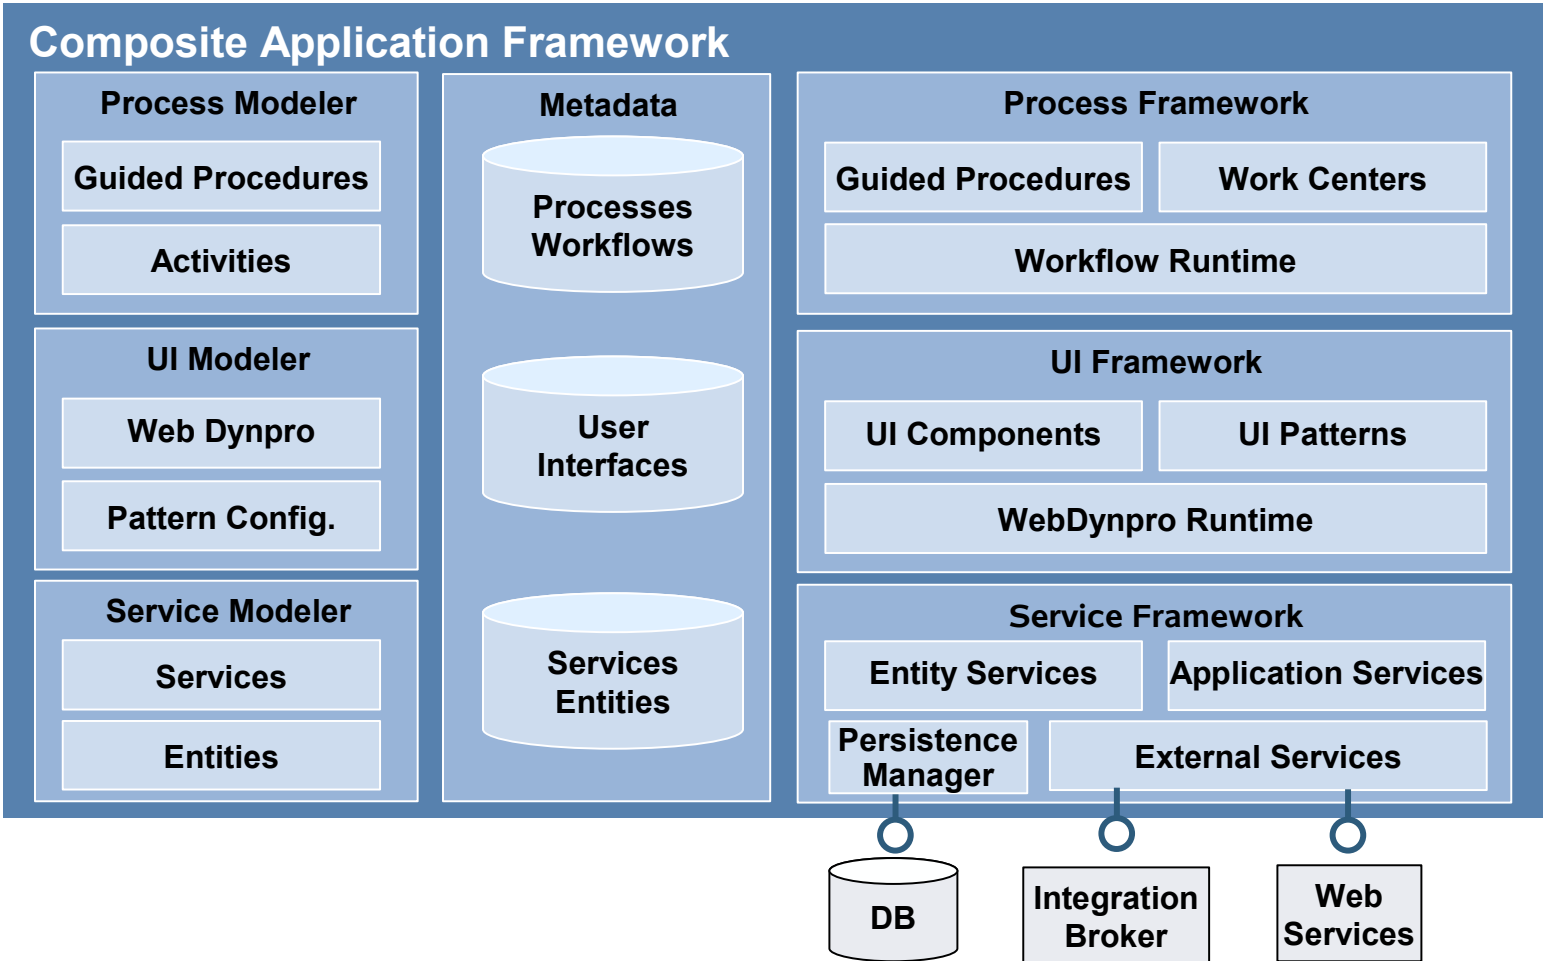 Composite Application Framework
Process Modeler
Guided Procedures
Activities
UI Modeler
Web Dynpro
Pattern Config.
Service Modeler
Services
Entities
Metadata
Processes
Workflows
User
Interfaces
Services
Entities
Process Framework
Guided Procedures
Work Centers
Workflow Runtime
UI Framework
UI Components
UI Patterns
WebDynpro Runtime
Service Framework
Entity Services
Application Services
Persistence
Manager
External Services
DB
Integration
Broker
Web
Services